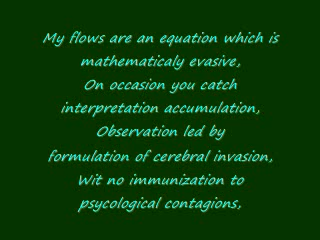 My flows are an equation which is
mathematicaly evasive,
On occasion you catch
interpretation accumulation,
Observation led by
formulation of cerebral invasion,
Wit no immunization to
psycological contagions,